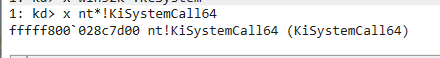 1: kd> x nt*!KiSystemCall64
fffff800`028c7d00 nt!KiSystemCall64 (KiSystemCall64)